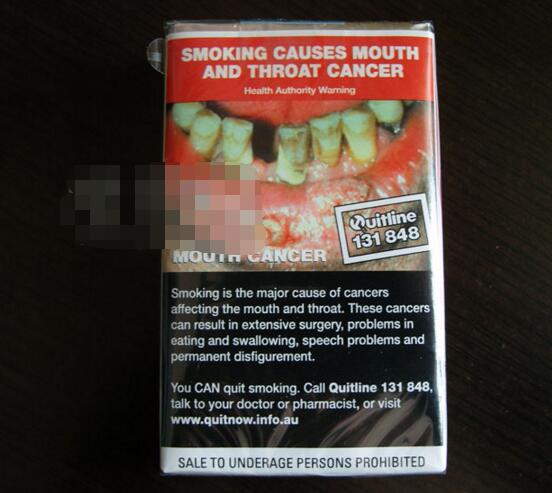 SMOKING CAUSES MOUTH
AND THROAT CANCER
Health Authority Warning
Quitline
131 848
MOUTH CANCER
Smoking is the major cause of cancers
affecting the mouth and throat. These cancers
can result in extensive surgery, problems in
eating and swallowing, speech problems and
permanent disfigurement.
You CAN quit smoking. Call Quitline 131 848,
talk to your doctor or pharmacist, or visit
www.quitnow.info.au
SALE TO UNDERAGE PERSONS PROHIBITED